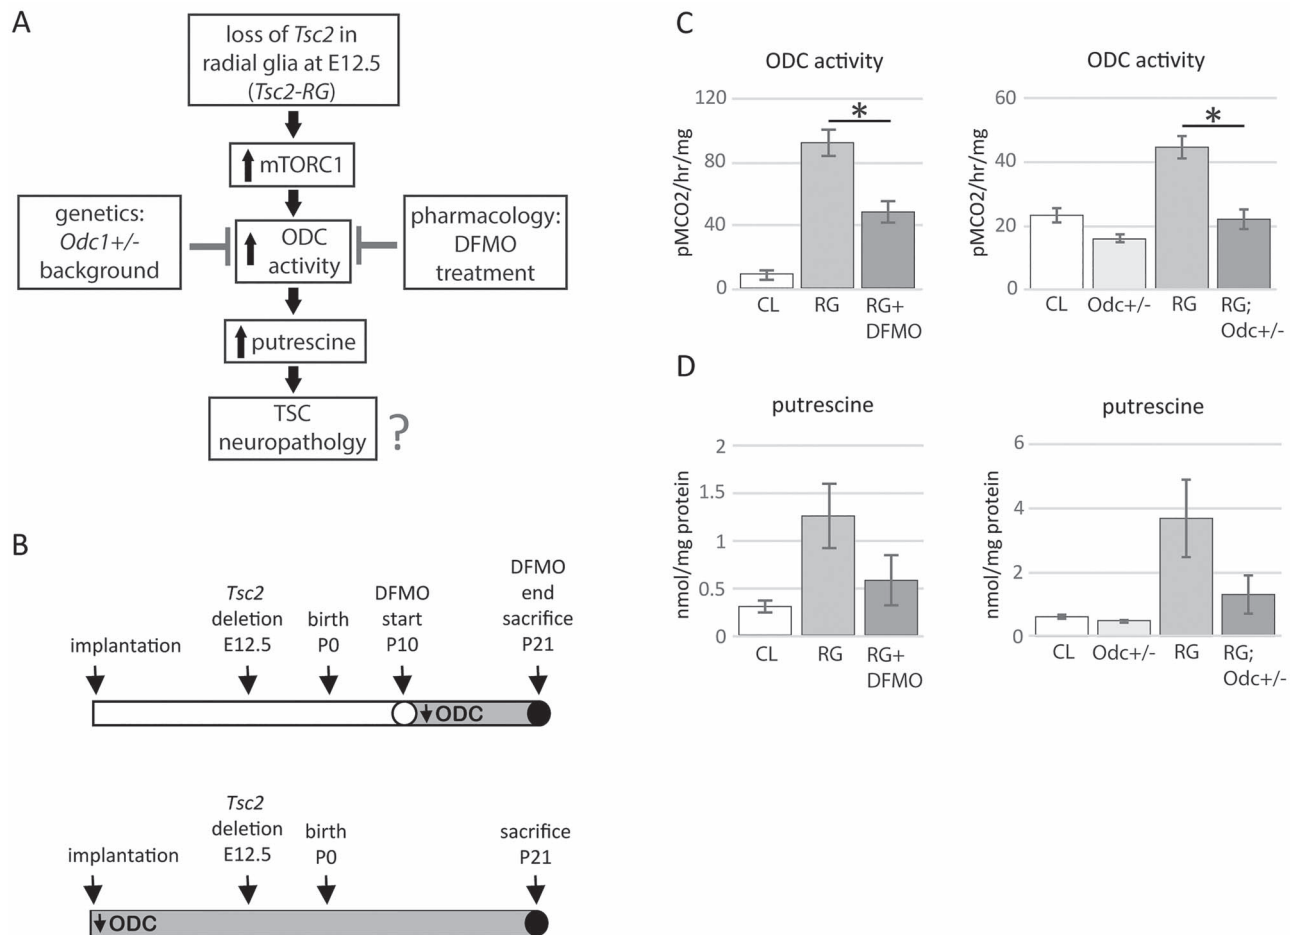 A
loss of Tsc2 in
radial glia at E12.5
(Tsc2-RG)
mTORC1
genetics:
Odc1+/-
background
ODC
activity
pharmacology:
DFMO
treatment
putrescine
TSC
neuropatholgy
?
B
implantation
Tsc2
deletion
E12.5
birth
P0
DFMO
start
P10
DFMO
end
sacrifice
P21
ODC
implantation
Tsc2
deletion
E12.5
birth
P0
sacrifice
P21
ODC
C
ODC activity
pMCO2/hr/mg
120
80
40
0
*
CL
RG
RG+
DFMO
ODC activity
pMCO2/hr/mg
60
40
20
0
*
CL
Odc+/-
RG
RG;
Odc+/-
D
putrescine
nmol/mg protein
2
1.5
1
0.5
0
CL
RG
RG+
DFMO
putrescine
nmol/mg protein
6
4
2
0
CL
Odc+/-
RG
RG;
Odc+/-